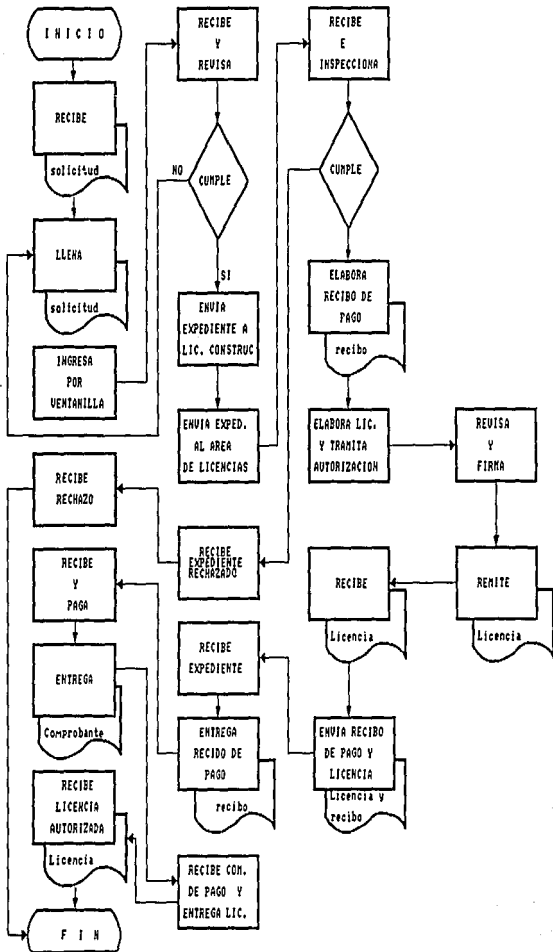 INICIO
RECIBE
solicitud
LLENA
solicitud
INGRESA
POR
VENTANILLA
RECIBE
RECHAZO
RECIBE
Y
PAGA
ENTREGA
Comprobante
RECIBE
LICENCIA
AUTORIZADA
Licencia
FIN
RECIBE
Y
REVISA
NO
CUMPLE
SI
ENVIA
EXPEDIENTE A
LIC. CONSTRUC
ENVIA EXPED.
AL AREA
DE LICENCIAS
RECIBE
EXPEDIENTE
RECHAZADO
RECIBE
EXPEDIENTE
ENTREGA
RECIDO DE
PAGO
recibo
RECIBE COM.
DE PAGO Y
ENTREGA LIC.
RECIBE
E
INSPECCIONA
CUMPLE
ELABORA
RECIBO DE
PAGO
recibo
ELABORA LIC.
Y TRAMITA
AUTORIZACION
RECIBE
Licencia
ENVIA RECIBO
DE PAGO Y
LICENCIA
Licencia y
recibo
REVISA
Y
FIRMA
REMITE
Licencia